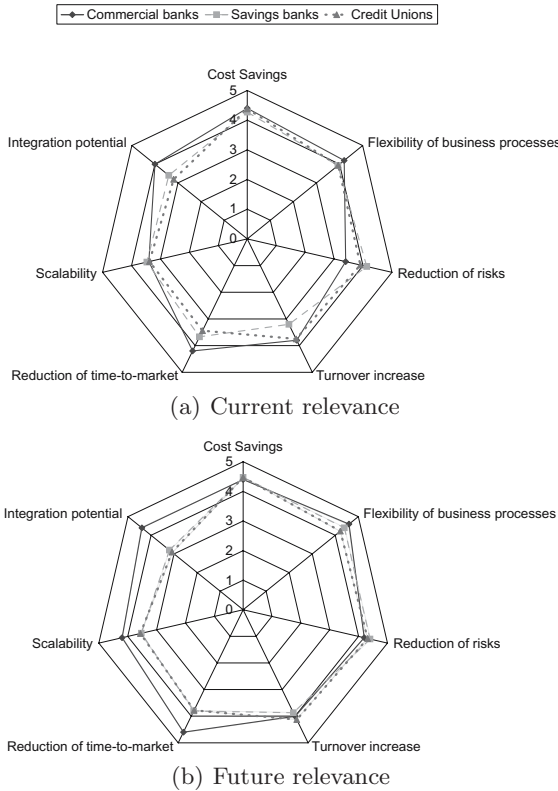 Commercial banks Savings banks Credit Unions
Cost Savings
5
Integration potential 4 Flexibility of business processes
3
2
1
0
Scalability Reduction of risks
Reduction of time-to-market Turnover increase
(a) Current relevance
Cost Savings
5
Integration potential 4 Flexibility of business processes
3
2
1
0
Scalability Reduction of risks
Reduction of time-to-market Turnover increase
(b) Future relevance